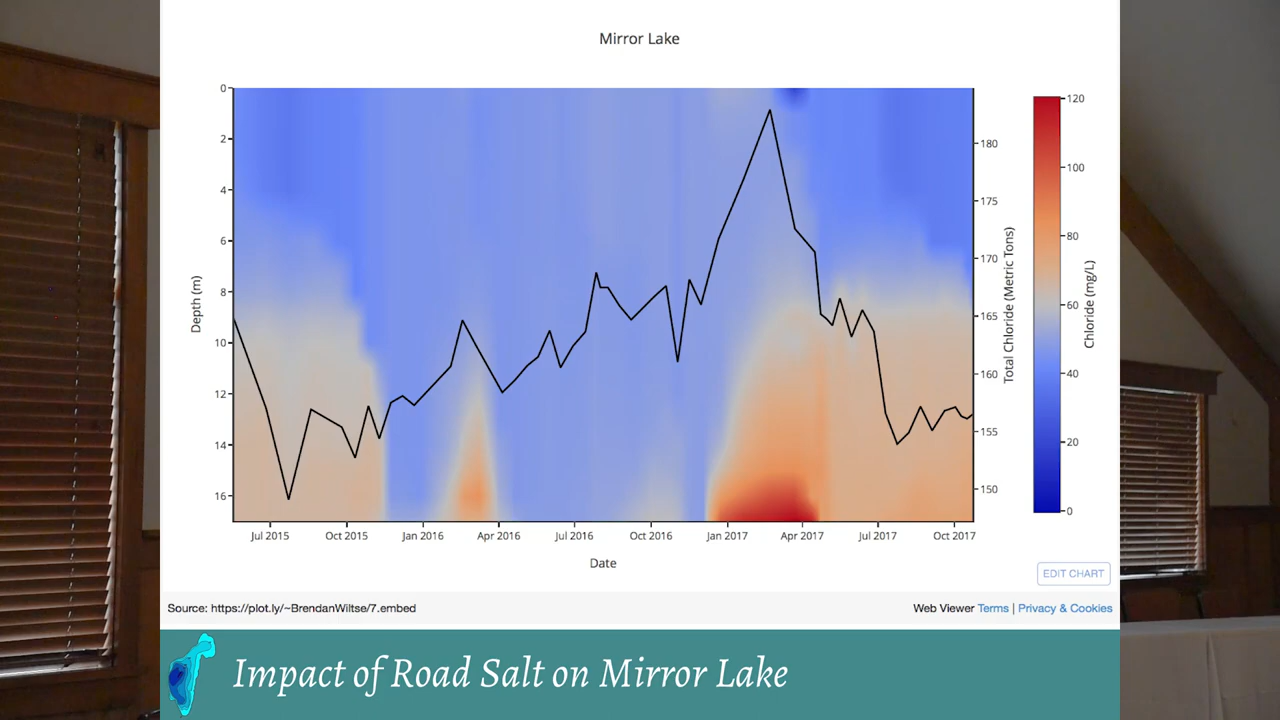 Mirror Lake
0
2
4
6
8
10
12
14
16
Depth (m)
Jul 2015 Oct 2015 Jan 2016 Apr 2016 Jul 2016 Oct 2016 Jan 2017 Apr 2017 Jul 2017 Oct 2017
Date
180
175
170
165
160
155
150
Total Chloride (Metric Tons)
120
100
80
60
40
20
0
Chloride (mg/L)
EDIT CHART
Source: https://plot.ly/~BrendanWiltse/7.embed
Web Viewer Terms | Privacy & Cookies
Impact of Road Salt on Mirror Lake